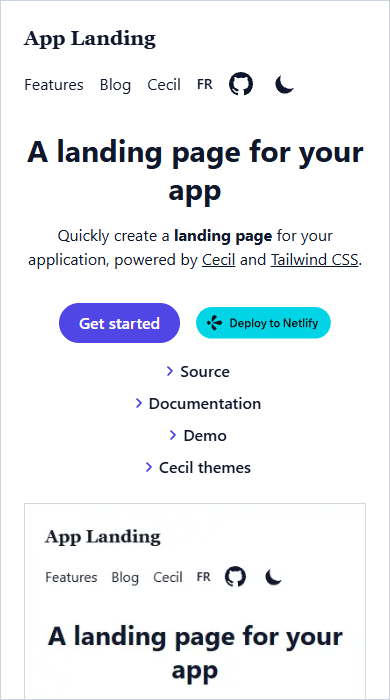 App Landing
Features Blog Cecil FR
A landing page for your
app
Quickly create a landing page for your
application, powered by Cecil and Tailwind CSS.
Get started Deploy to Netlify
Source
Documentation
Demo
Cecil themes
App Landing
Features Blog Cecil FR
A landing page for your
app